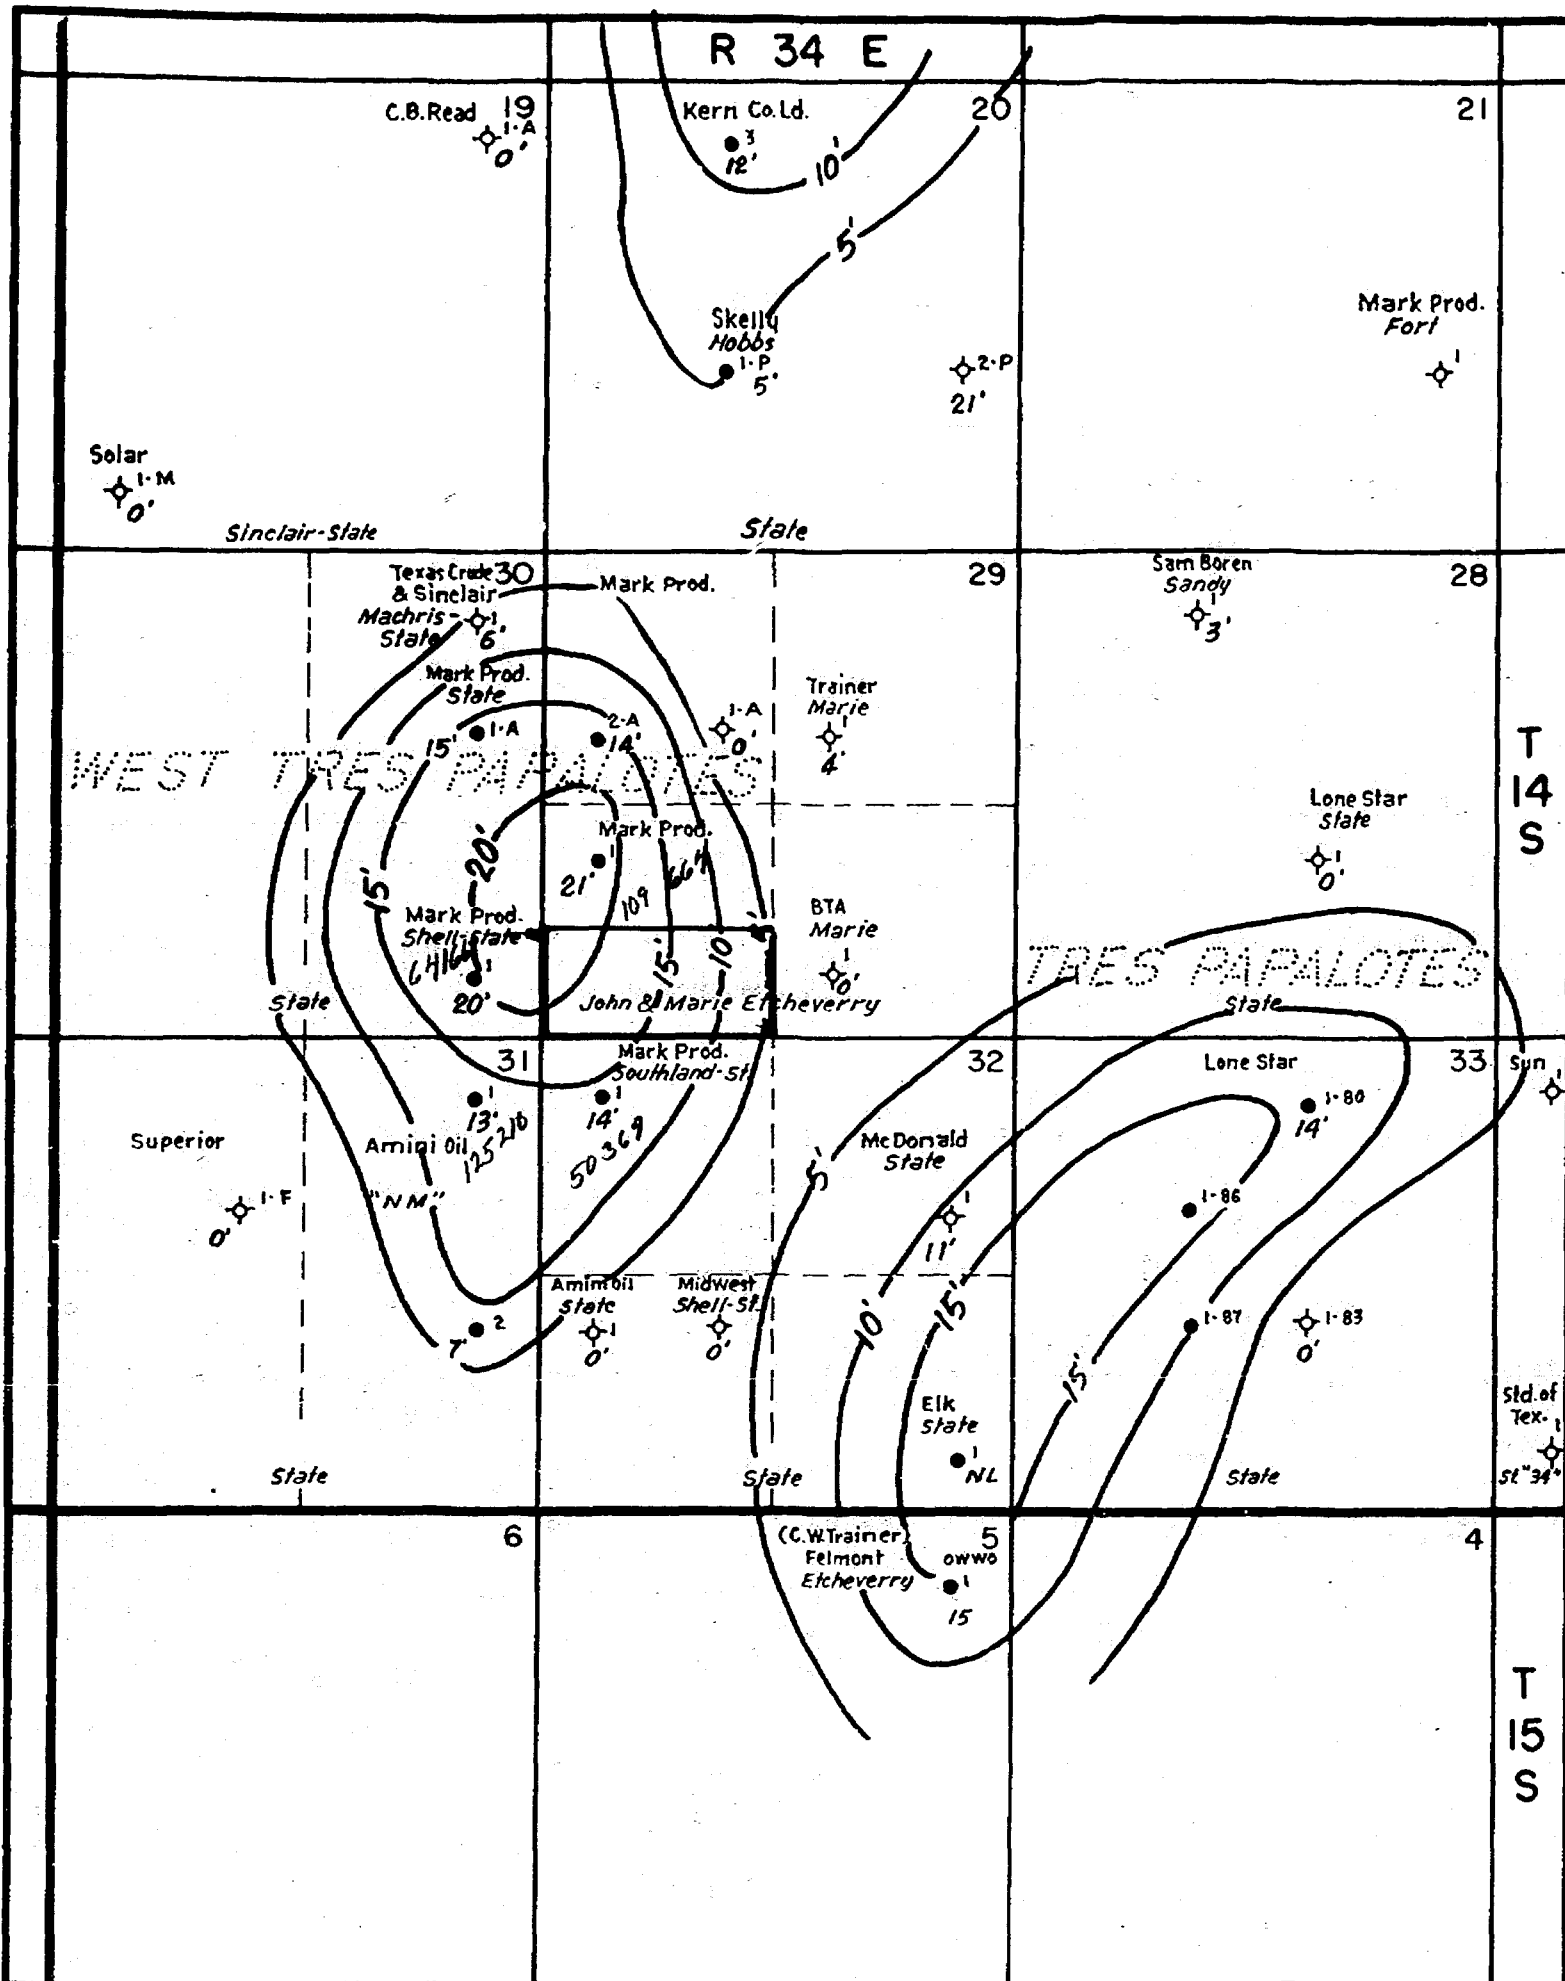 R 34 E
C.B.Read 19
1-A
0'
Kern Co. Ld.
3
12'
10'
20
21
5'
Skelly
Hobbs
1-P
5'
2-P
21'
Mark Prod.
Fort
1
Solar
1-M
0'
Sinclair-State
State
Texas Crude 30
& Sinclair
Machris-
State
1
6'
Mark Prod.
29
Sam Boren
Sandy
1
3'
28
Mark Prod.
State
15'
1-A
2-A
14'
1-A
0'
Trainer
Marie
1
4'
T
14
S
WEST TRES PAPALOTES
Lone Star
State
1
0'
20'
Mark Prod.
1
21'
109 664
15'
Mark Prod.
Shell-State
64164
1
20'
5'
15'
10'
BTA
Marie
1
0'
TRES PAPALOTES
State
John & Marie Etcheverry
State
31
Mark Prod.
Southland-St.
32
Lone Star
33
Sun
1
1
13'
125210
1
14'
50369
1-80
14'
Superior
1-F
0'
Amini Oil
"NM"
5'
McDonald
State
1
11'
1-86
Amini Oil
State
1
0'
Midwest
Shell-St.
0'
10'
15'
2
7'
1-87
1-83
0'
15'
Elk
State
1
NL
Std. of
Tex.
1
St. "34"
State
State
State
6
(C.W.Trainer)
Felmont
Etcheverry
5
OWWO
1
15
4
T
15
S